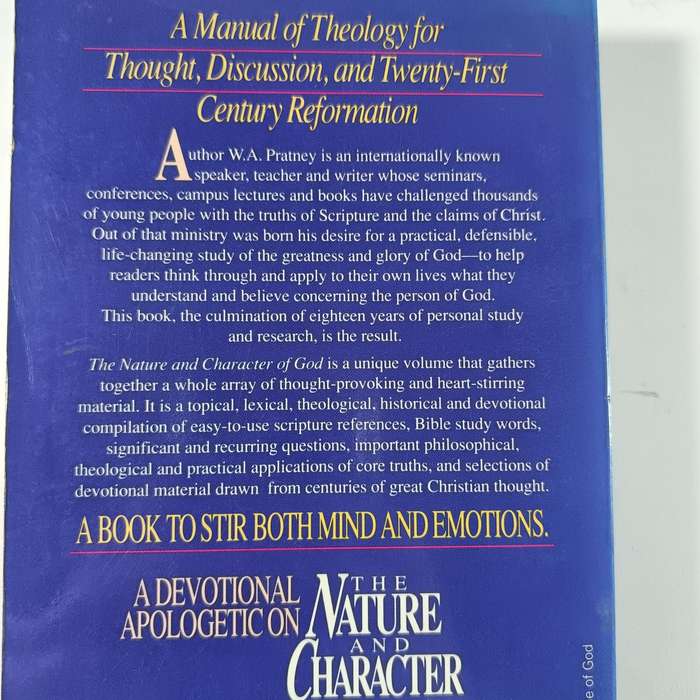 A Manual of Theology for
Thought, Discussion, and Twenty-First
Century Reformation
Author W.A. Pratney is an internationally known
speaker, teacher and writer whose seminars,
conferences, campus lectures and books have challenged thousands
of young people with the truths of Scripture and the claims of Christ.
Out of that ministry was born his desire for a practical, defensible,
life-changing study of the greatness and glory of God—to help
readers think through and apply to their own lives what they
understand and believe concerning the person of God.
This book, the culmination of eighteen years of personal study
and research, is the result.
The Nature and Character of God is a unique volume that gathers
together a whole array of thought-provoking and heart-stirring
material. It is a topical, lexical, theological, historical and devotional
compilation of easy-to-use scripture references, Bible study words,
significant and recurring questions, important philosophical,
theological and practical applications of core truths, and selections of
devotional material drawn from centuries of great Christian thought.
A BOOK TO STIR BOTH MIND AND EMOTIONS.
A DEVOTIONAL
APOLOGETIC ON
THE
NATURE
AND
CHARACTER
of God